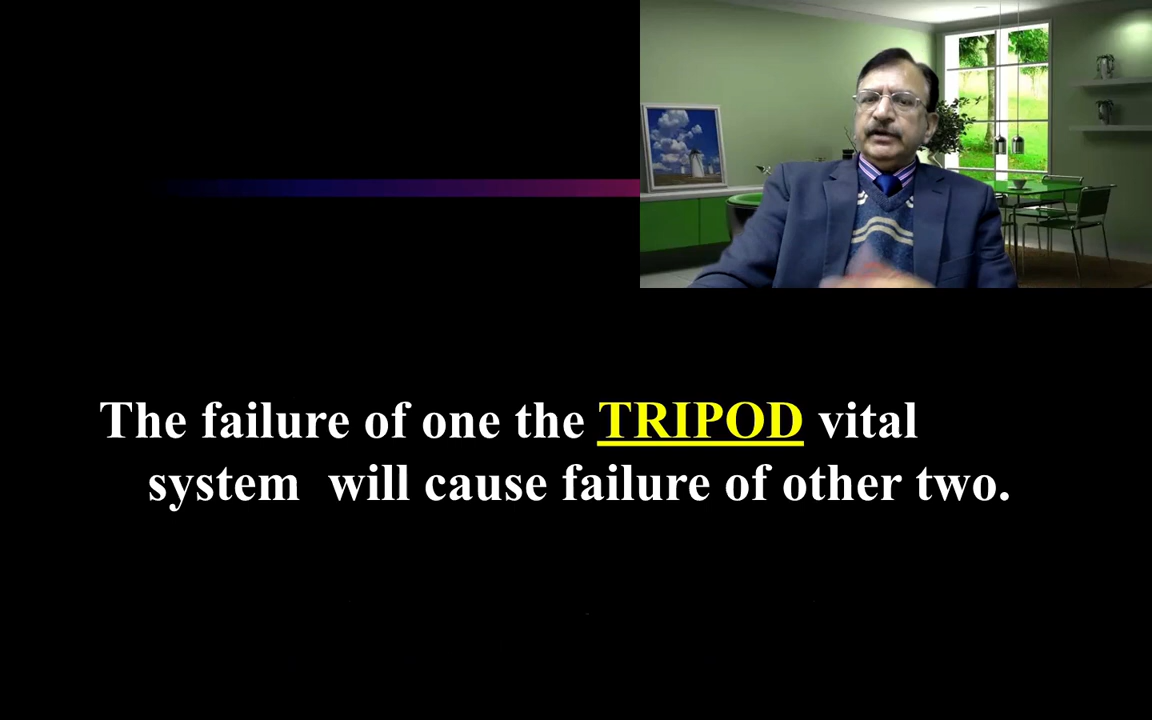 The failure of one the TRIPOD vital
system will cause failure of other two.